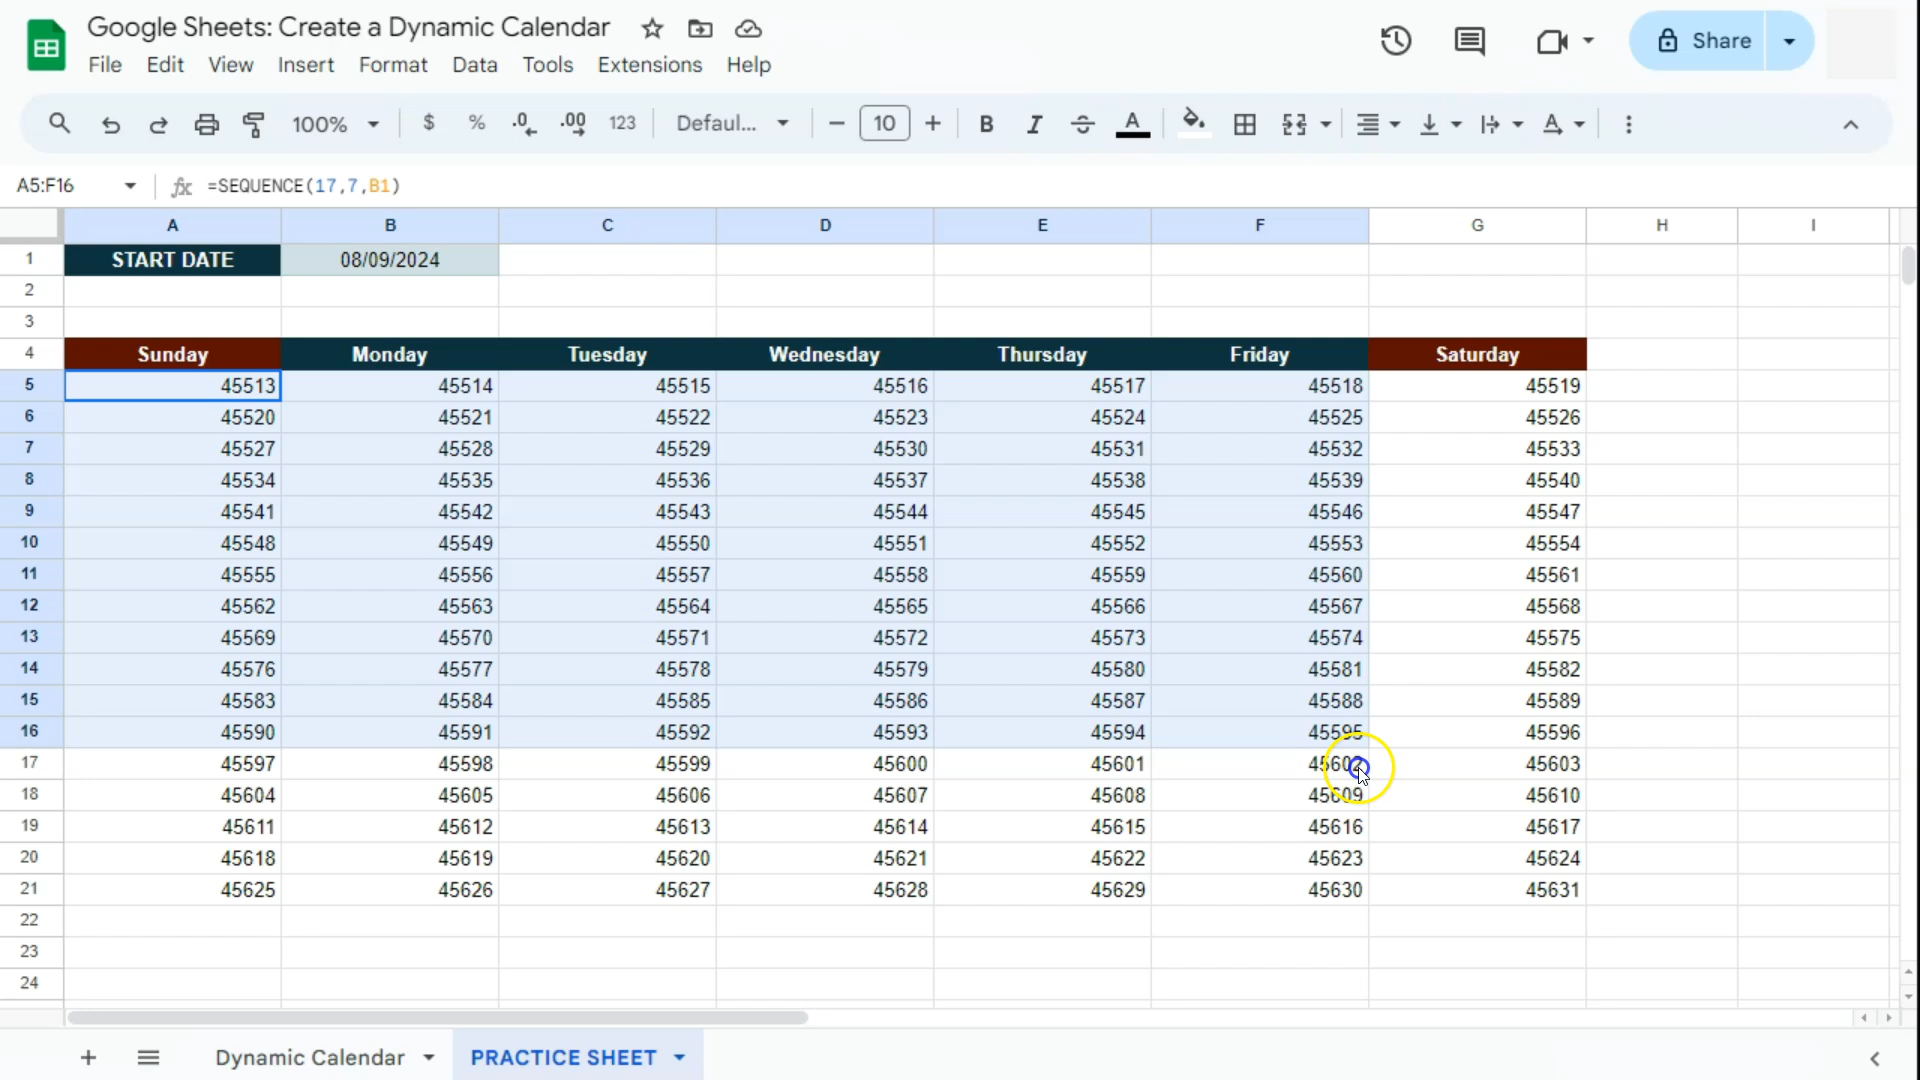 Google Sheets: Create a Dynamic Calendar
Share
File Edit View Insert Format Data Tools Extensions Help
100% $ % .0 .00 123 Defaul... 10 B I A A
A5:F16 fx =SEQUENCE(17,7,B1)
A B C D E F G H I
1 START DATE 08/09/2024
2
3
4 Sunday Monday Tuesday Wednesday Thursday Friday Saturday
5 45513 45514 45515 45516 45517 45518 45519
6 45520 45521 45522 45523 45524 45525 45526
7 45527 45528 45529 45530 45531 45532 45533
8 45534 45535 45536 45537 45538 45539 45540
9 45541 45542 45543 45544 45545 45546 45547
10 45548 45549 45550 45551 45552 45553 45554
11 45555 45556 45557 45558 45559 45560 45561
12 45562 45563 45564 45565 45566 45567 45568
13 45569 45570 45571 45572 45573 45574 45575
14 45576 45577 45578 45579 45580 45581 45582
15 45583 45584 45585 45586 45587 45588 45589
16 45590 45591 45592 45593 45594 45595 45596
17 45597 45598 45599 45600 45601 45602 45603
18 45604 45605 45606 45607 45608 45609 45610
19 45611 45612 45613 45614 45615 45616 45617
20 45618 45619 45620 45621 45622 45623 45624
21 45625 45626 45627 45628 45629 45630 45631
22
23
24
Dynamic Calendar PRACTICE SHEET